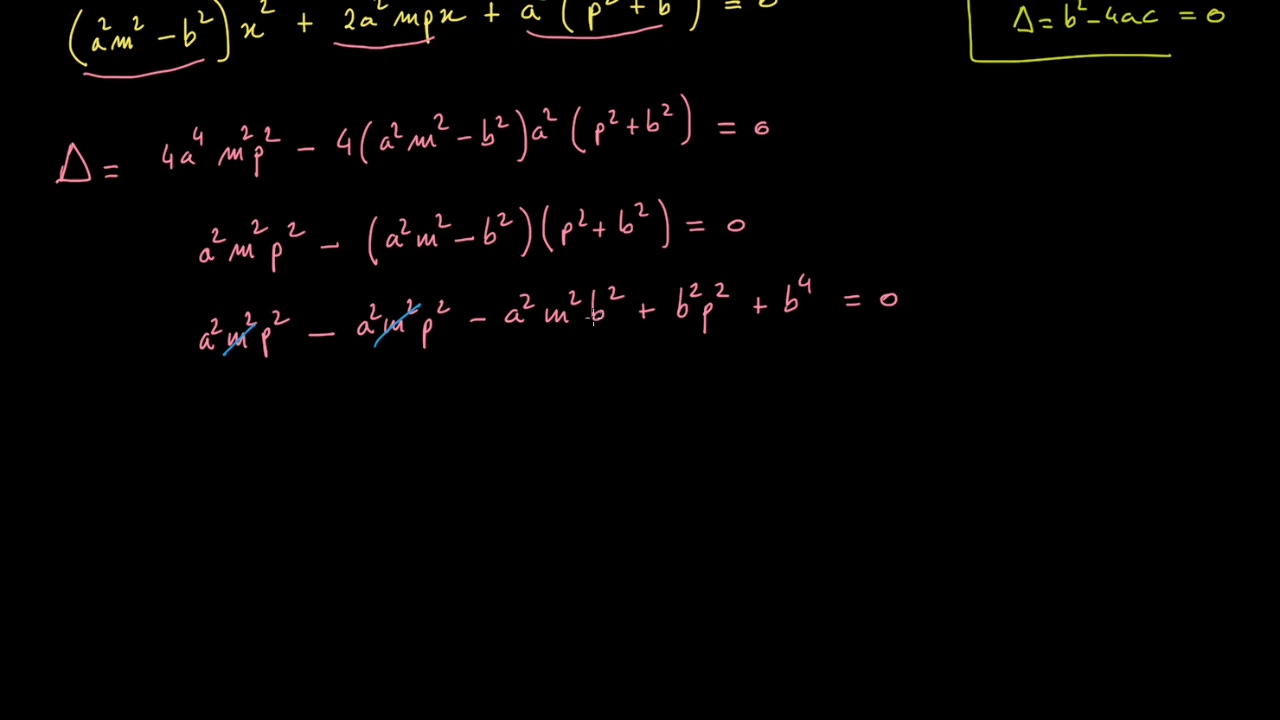 (a²m² − b²)x² + 2a²mpx + a²(p² + b²) = 0
Δ = b² − 4ac = 0
Δ = 4a⁴m²p² − 4(a²m² − b²)a²(p² + b²) = 0
a²m²p² − (a²m² − b²)(p² + b²) = 0
a²m²p² − a²m²p² − a²m²b² + b²p² + b⁴ = 0